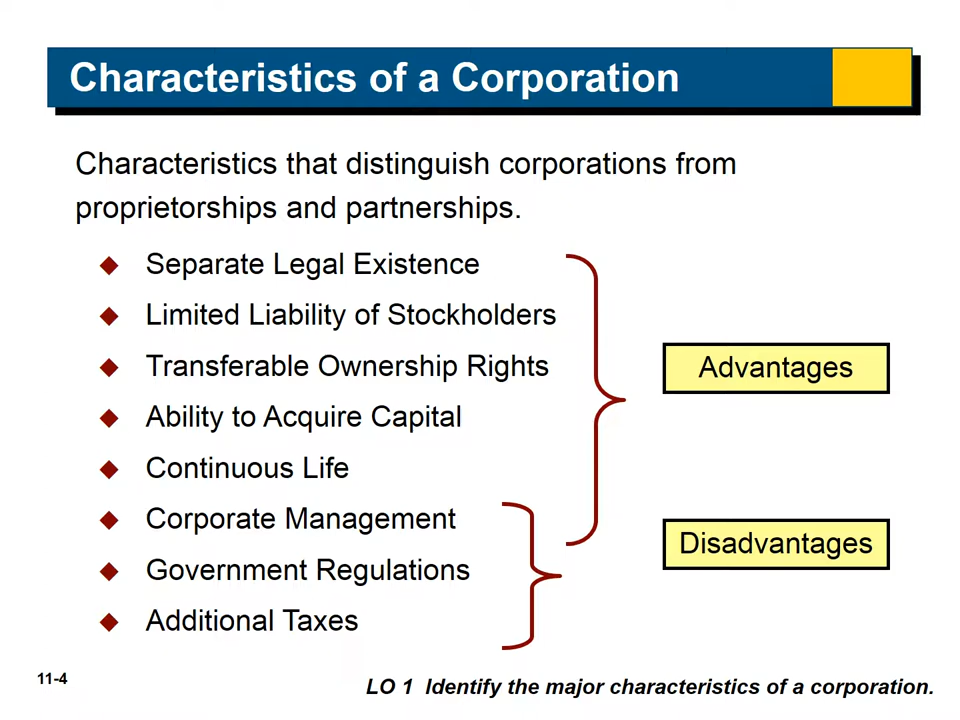 Characteristics of a Corporation
Characteristics that distinguish corporations from
proprietorships and partnerships.
Separate Legal Existence
Limited Liability of Stockholders
Transferable Ownership Rights
Ability to Acquire Capital
Continuous Life
Corporate Management
Government Regulations
Additional Taxes
Advantages
Disadvantages
11-4
LO 1 Identify the major characteristics of a corporation.